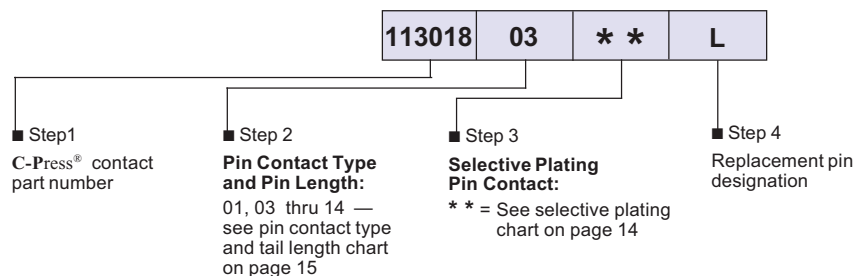 113018 03 * * L
■ Step1
C-Press® contact
part number
■ Step 2
Pin Contact Type
and Pin Length:
01, 03 thru 14 —
see pin contact type
and tail length chart
on page 15
■ Step 3
Selective Plating
Pin Contact:
* * = See selective plating
chart on page 14
■ Step 4
Replacement pin
designation